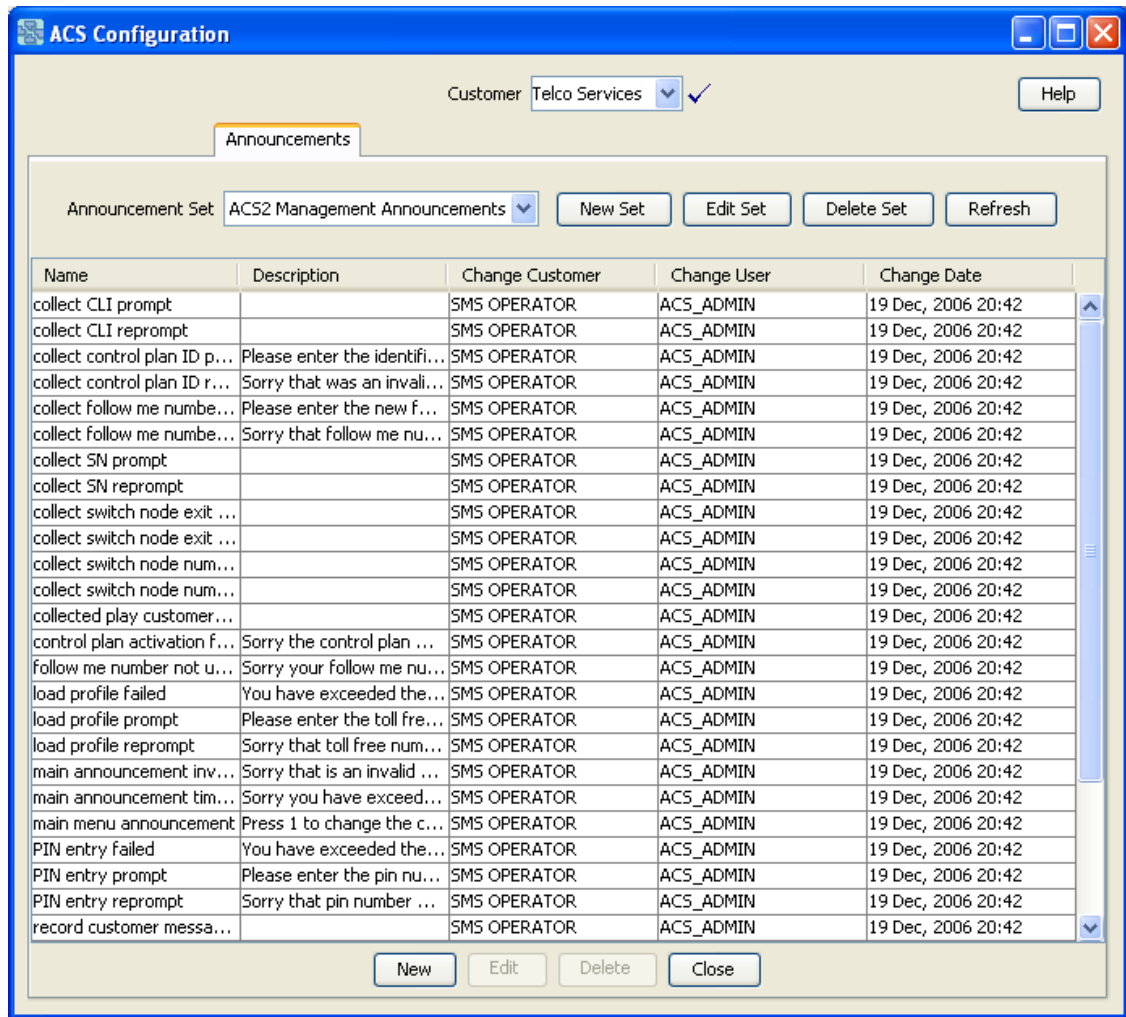 ACS Configuration
Customer Telco Services Help
Announcements
Announcement Set ACS2 Management Announcements New Set Edit Set Delete Set Refresh
Name Description Change Customer Change User Change Date
collect CLI prompt SMS OPERATOR ACS_ADMIN 19 Dec, 2006 20:42
collect CLI reprompt SMS OPERATOR ACS_ADMIN 19 Dec, 2006 20:42
collect control plan ID p... Please enter the identifi... SMS OPERATOR ACS_ADMIN 19 Dec, 2006 20:42
collect control plan ID r... Sorry that was an invali... SMS OPERATOR ACS_ADMIN 19 Dec, 2006 20:42
collect follow me numbe... Please enter the new f... SMS OPERATOR ACS_ADMIN 19 Dec, 2006 20:42
collect follow me numbe... Sorry that follow me nu... SMS OPERATOR ACS_ADMIN 19 Dec, 2006 20:42
collect SN prompt SMS OPERATOR ACS_ADMIN 19 Dec, 2006 20:42
collect SN reprompt SMS OPERATOR ACS_ADMIN 19 Dec, 2006 20:42
collect switch node exit ... SMS OPERATOR ACS_ADMIN 19 Dec, 2006 20:42
collect switch node exit ... SMS OPERATOR ACS_ADMIN 19 Dec, 2006 20:42
collect switch node num... SMS OPERATOR ACS_ADMIN 19 Dec, 2006 20:42
collect switch node num... SMS OPERATOR ACS_ADMIN 19 Dec, 2006 20:42
collected play customer... SMS OPERATOR ACS_ADMIN 19 Dec, 2006 20:42
control plan activation f... Sorry the control plan ... SMS OPERATOR ACS_ADMIN 19 Dec, 2006 20:42
follow me number not u... Sorry your follow me nu... SMS OPERATOR ACS_ADMIN 19 Dec, 2006 20:42
load profile failed You have exceeded the... SMS OPERATOR ACS_ADMIN 19 Dec, 2006 20:42
load profile prompt Please enter the toll fre... SMS OPERATOR ACS_ADMIN 19 Dec, 2006 20:42
load profile reprompt Sorry that toll free num... SMS OPERATOR ACS_ADMIN 19 Dec, 2006 20:42
main announcement inv... Sorry that is an invalid ... SMS OPERATOR ACS_ADMIN 19 Dec, 2006 20:42
main announcement tim... Sorry you have exceed... SMS OPERATOR ACS_ADMIN 19 Dec, 2006 20:42
main menu announcement Press 1 to change the c... SMS OPERATOR ACS_ADMIN 19 Dec, 2006 20:42
PIN entry failed You have exceeded the... SMS OPERATOR ACS_ADMIN 19 Dec, 2006 20:42
PIN entry prompt Please enter the pin nu... SMS OPERATOR ACS_ADMIN 19 Dec, 2006 20:42
PIN entry reprompt Sorry that pin number ... SMS OPERATOR ACS_ADMIN 19 Dec, 2006 20:42
record customer messa... SMS OPERATOR ACS_ADMIN 19 Dec, 2006 20:42
New Edit Delete Close